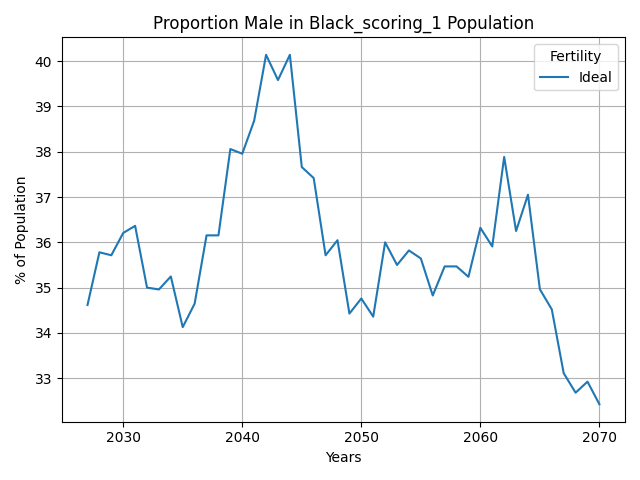 Proportion Male in Black_scoring_1 Population
Fertility
Ideal
% of Population
40
39
38
37
36
35
34
33
2030
2040
2050
2060
2070
Years